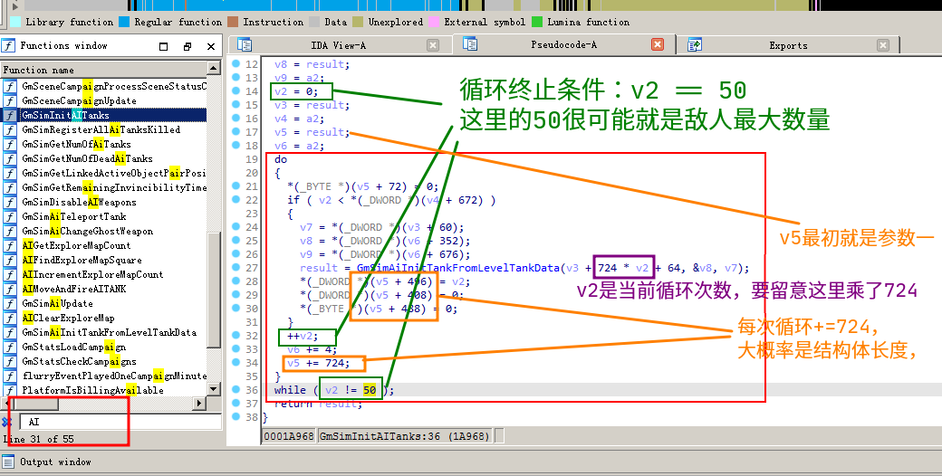 Library function Regular function Instruction Data Unexplored External symbol Lumina function
Functions window
IDA View-A
Pseudocode-A
Exports
Function name
GmSceneCampaignProcessSceneStatusC
GmSceneCampaignUpdate
GmSimInitAITanks
GmSimRegisterAllAiTanksKilled
GmSimGetNumOfAiTanks
GmSimGetNumOfDeadAiTanks
GmSimGetLinkedActiveObjectPairPosi
GmSimGetRemainingInvincibilityTime
GmSimDisableAIWeapons
GmSimAiTeleportTank
GmSimAiChangeGhostWeapon
AIGetExploreMapCount
AIFindExploreMapSquare
AIIncrementExploreMapCount
AIMoveAndFireAITANK
GmSimAiUpdate
AIClearExploreMap
GmSimAiInitTankFromLevelTankData
GmStatsLoadCampaign
GmStatsCheckCampaigns
flurryEventPlayedOneCampaignMinute
PlatformIsBillingAvailable
AI
Line 31 of 55
12 v8 = result;
13 v9 = a2;
14 v2 = 0;
15 v3 = result;
16 v4 = a2;
17 v5 = result;
18 v6 = a2;
19 do
20 {
21 *(_BYTE *)(v5 + 72) = 0;
22 if ( v2 < *(_DWORD *)(v4 + 672) )
23 {
24 v7 = *(_DWORD *)(v3 + 60);
25 v8 = *(_DWORD *)(v6 + 352);
26 v9 = *(_DWORD *)(v6 + 676);
27 result = GmSimAiInitTankFromLevelTankData(v3 + 724 * v2 + 64, &v8, v7);
28 *(_DWORD *)(v5 + 496) = v2;
29 *(_DWORD *)(v5 + 408) = 0;
30 *(_BYTE *)(v5 + 488) = 0;
31 }
32 ++v2;
33 v6 += 4;
34 v5 += 724;
35 }
36 while ( v2 != 50 );
37 return result;
38 }
循环终止条件：v2 == 50
这里的50很可能就是敌人最大数量
v5最初就是参数一
v2是当前循环次数，要留意这里乘了724
每次循环+=724，
大概率是结构体长度，
0001A968 GmSimInitAITanks:36 (1A968)
Output window